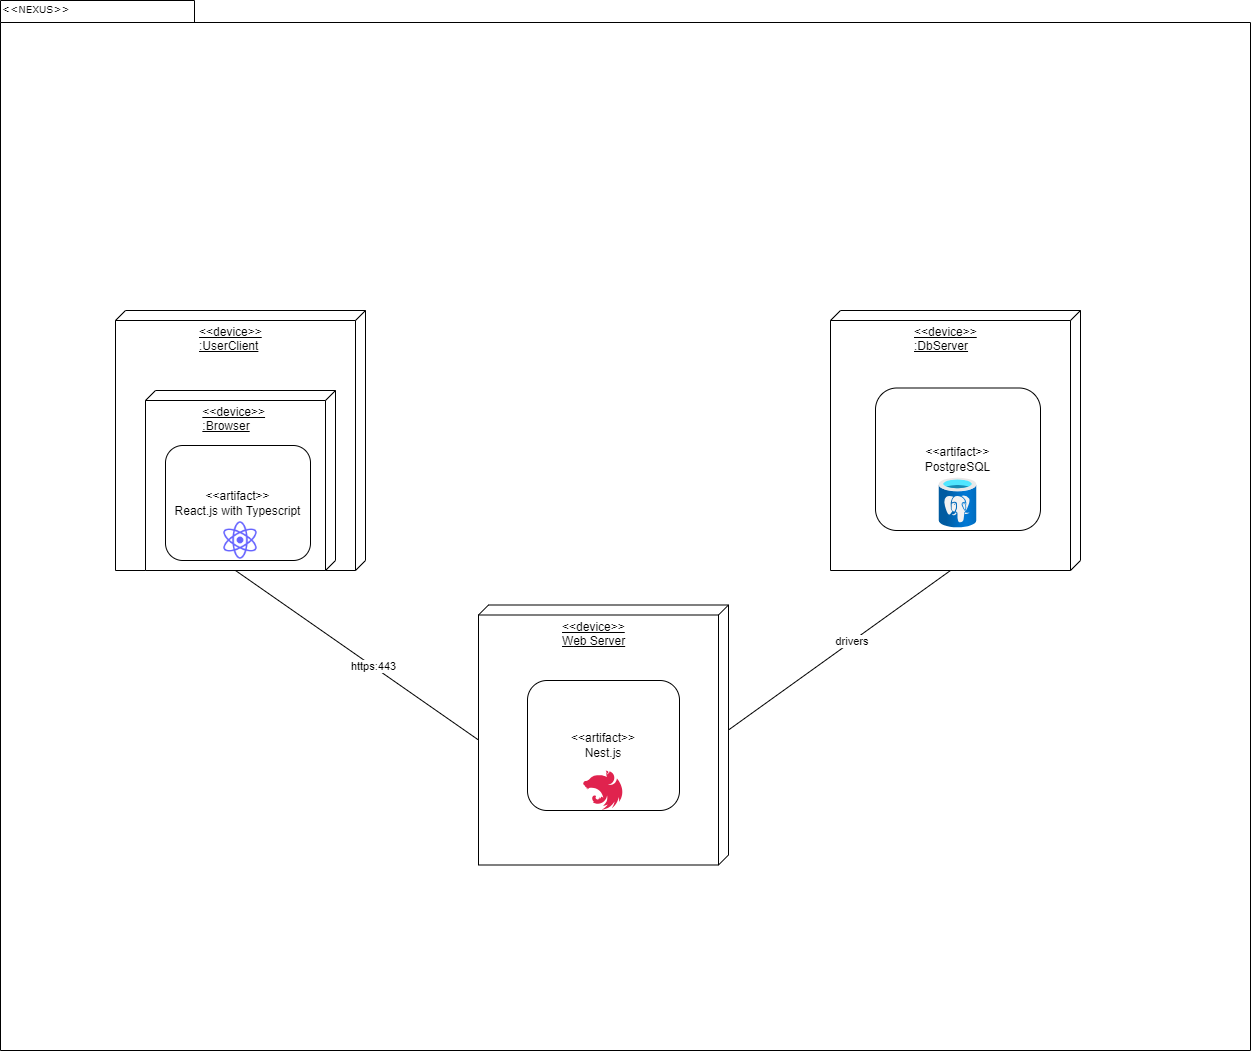 <<NEXUS>>
<<device>>
:UserClient
<<device>>
:Browser
<<artifact>>
React.js with Typescript
https:443
<<device>>
Web Server
<<artifact>>
Nest.js
drivers
<<device>>
:DbServer
<<artifact>>
PostgreSQL